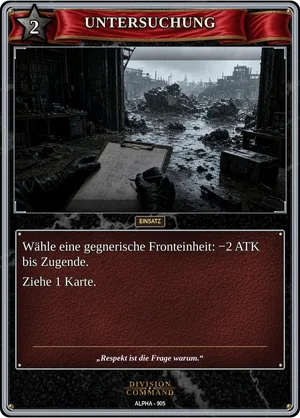 2
UNTERSUCHUNG
EINSATZ
Wähle eine gegnerische Fronteinheit: −2 ATK
bis Zugende.
Ziehe 1 Karte.
„Respekt ist die Frage warum.“
DIVISION
COMMAND
ALPHA - 905